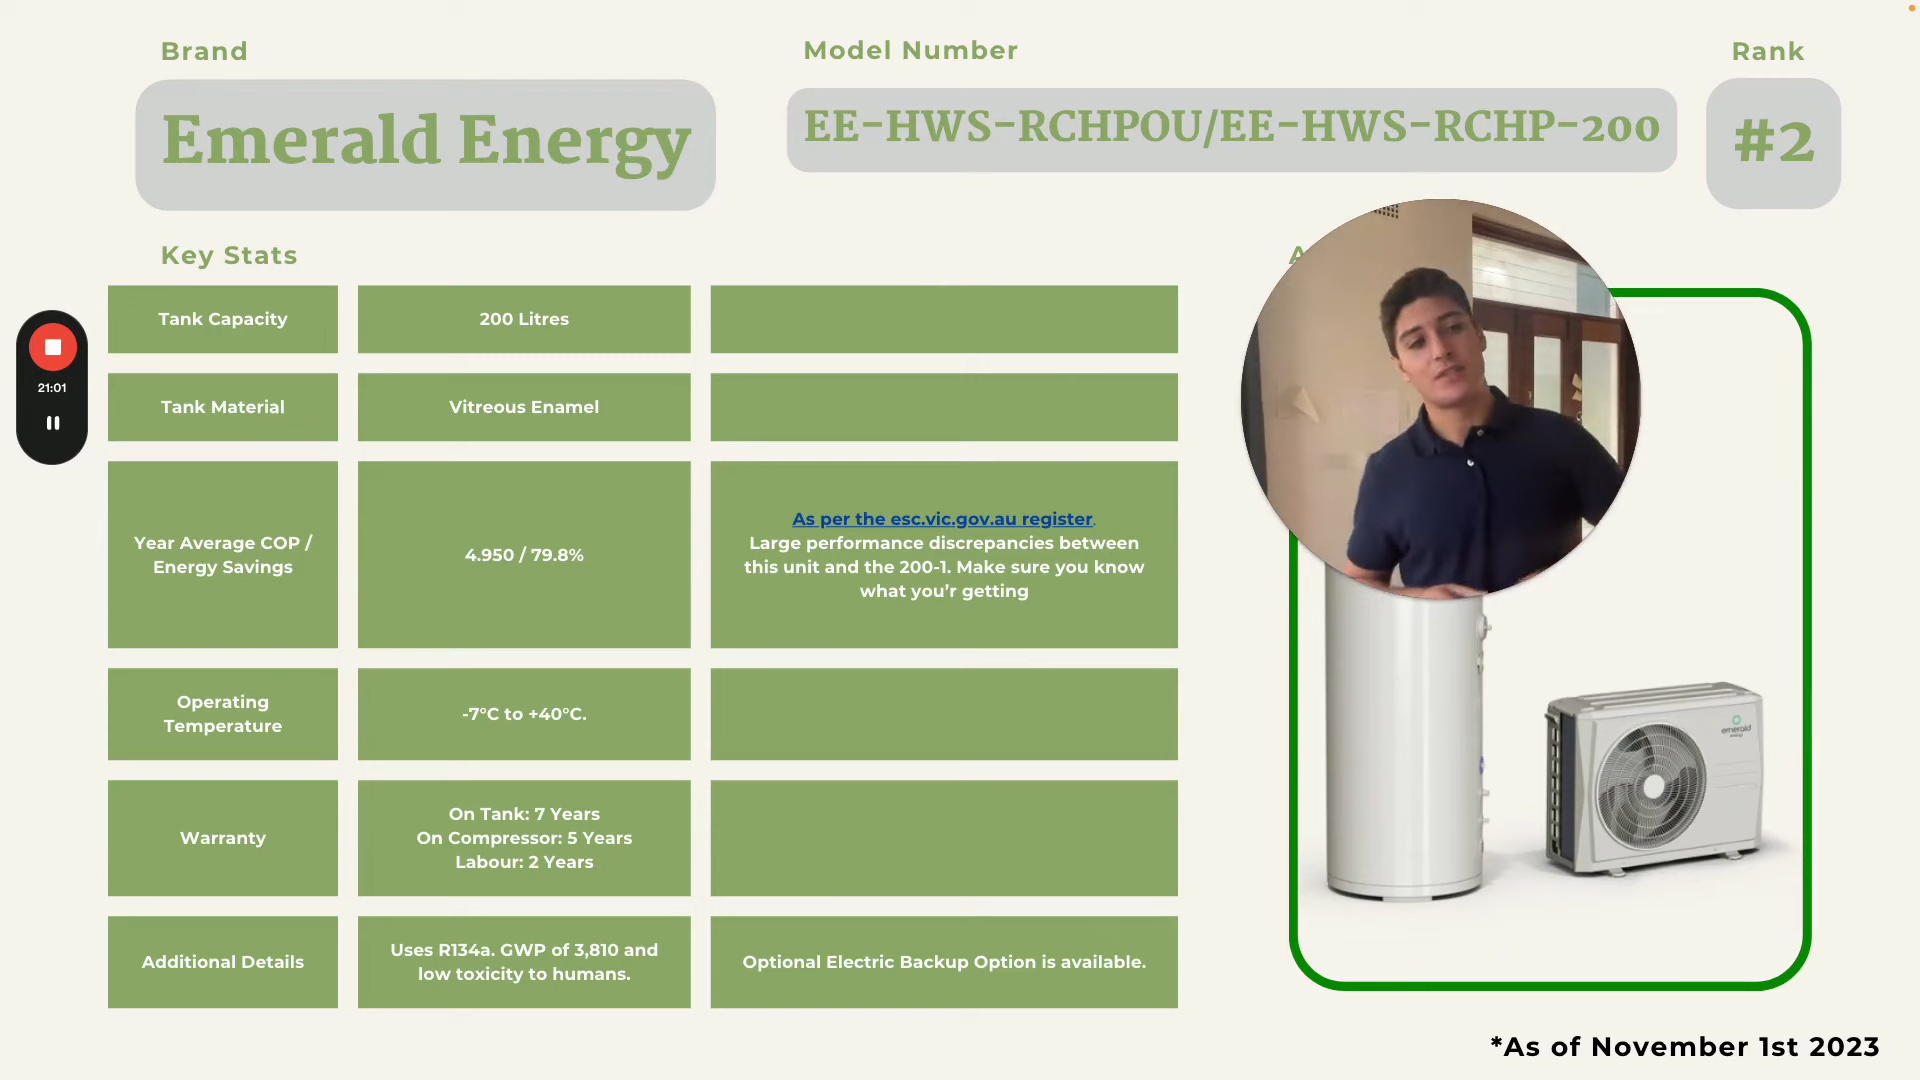 Brand
Model Number
Rank
Emerald Energy
EE-HWS-RCHPOU/EE-HWS-RCHP-200
#2
Key Stats
A
Tank Capacity
200 Litres
21:01
Tank Material
Vitreous Enamel
Year Average COP /
Energy Savings
4.950 / 79.8%
As per the esc.vic.gov.au register.
Large performance discrepancies between
this unit and the 200-1. Make sure you know
what you'r getting
Operating
Temperature
-7°C to +40°C.
emerald
energy
Warranty
On Tank: 7 Years
On Compressor: 5 Years
Labour: 2 Years
Additional Details
Uses R134a. GWP of 3,810 and
low toxicity to humans.
Optional Electric Backup Option is available.
*As of November 1st 2023